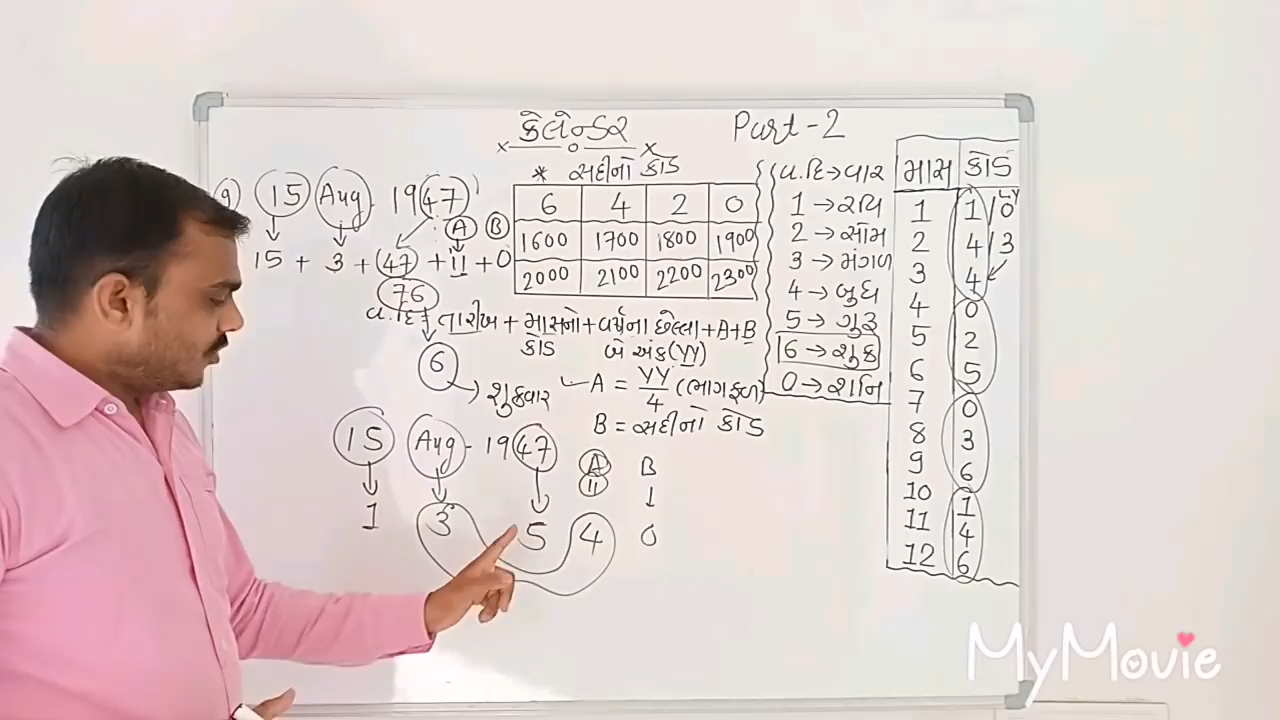 કેલેન્ડર
Part-2
* સદીનો કોડ
6 4 2 0
1600 1700 1800 1900
2000 2100 2200 2300
9) 15 Aug 1947
A B
15 + 3 + 47 + 11 + 0
76
વ.દિ = તારીખ + માસનો + વર્ષના છેલ્લા + A+B
કોડ બે અંક(YY)
6 → શુક્રવાર
A = YY/4 (ભાગફળ)
B = સદીનો કોડ
15 Aug - 1947
A B
11
1 3 5 4 0
વ.દિ → વાર
1 → રવિ
2 → સોમ
3 → મંગળ
4 → બુધ
5 → ગુરૂ
6 → શુક્ર
0 → શનિ
માસ કોડ
LY
1 1/0
2 4/3
3 4
4 0
5 2
6 5
7 0
8 3
9 6
10 1
11 4
12 6
MyMovie